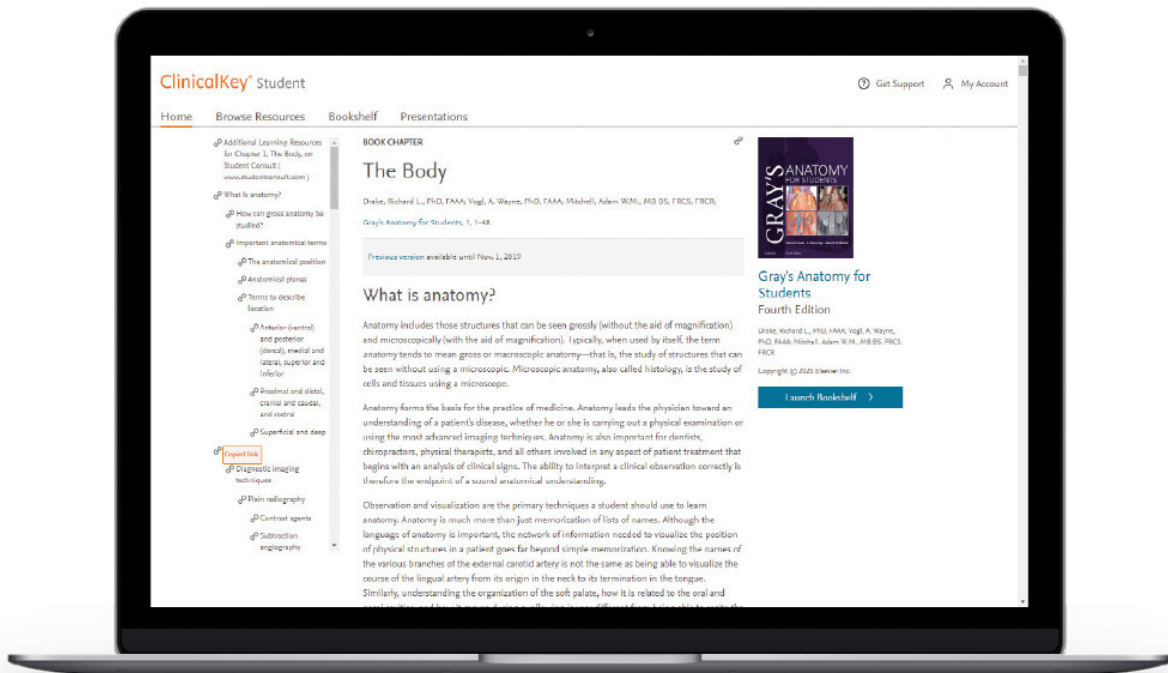 ClinicalKey® Student
Get Support
My Account
Home
Browse Resources
Bookshelf
Presentations
Additional Learning Resources
for Chapter 1, The Body, on
Student Consult (
www.studentconsult.com )
What is anatomy?
How can gross anatomy be
studied?
Important anatomical terms
The anatomical position
Anatomical planes
Terms to describe
location
Anterior (ventral)
and posterior
(dorsal), medial and
lateral, superior and
inferior
Proximal and distal,
cranial and caudal,
and rostral
Superficial and deep
Copied link
Diagnostic imaging
techniques
Plain radiography
Contrast agents
Subtraction
angiography
BOOK CHAPTER
The Body
Drake, Richard L., PhD, FAAA; Vogl, A. Wayne, PhD, FAAA; Mitchell, Adam W.M., MB BS, FRCS, FRCR;
Gray's Anatomy for Students, 1, 1-48
Previous version available until Nov. 1, 2019
What is anatomy?
Anatomy includes those structures that can be seen grossly (without the aid of magnification)
and microscopically (with the aid of magnification). Typically, when used by itself, the term
anatomy tends to mean gross or macroscopic anatomy—that is, the study of structures that can
be seen without using a microscopic. Microscopic anatomy, also called histology, is the study of
cells and tissues using a microscope.
Anatomy forms the basis for the practice of medicine. Anatomy leads the physician toward an
understanding of a patient's disease, whether he or she is carrying out a physical examination or
using the most advanced imaging techniques. Anatomy is also important for dentists,
chiropractors, physical therapists, and all others involved in any aspect of patient treatment that
begins with an analysis of clinical signs. The ability to interpret a clinical observation correctly is
therefore the endpoint of a sound anatomical understanding.
Observation and visualization are the primary techniques a student should use to learn
anatomy. Anatomy is much more than just memorization of lists of names. Although the
language of anatomy is important, the network of information needed to visualize the position
of physical structures in a patient goes far beyond simple memorization. Knowing the names of
the various branches of the external carotid artery is not the same as being able to visualize the
course of the lingual artery from its origin in the neck to its termination in the tongue.
Similarly, understanding the organization of the soft palate, how it is related to the oral and
GRAY'S
ANATOMY
FOR STUDENTS
Gray's Anatomy for
Students
Fourth Edition
Drake, Richard L., PhD, FAAA; Vogl, A. Wayne,
PhD, FAAA; Mitchell, Adam W.M., MB BS, FRCS,
FRCR
Copyright © 2020 Elsevier Inc.
Launch Bookshelf